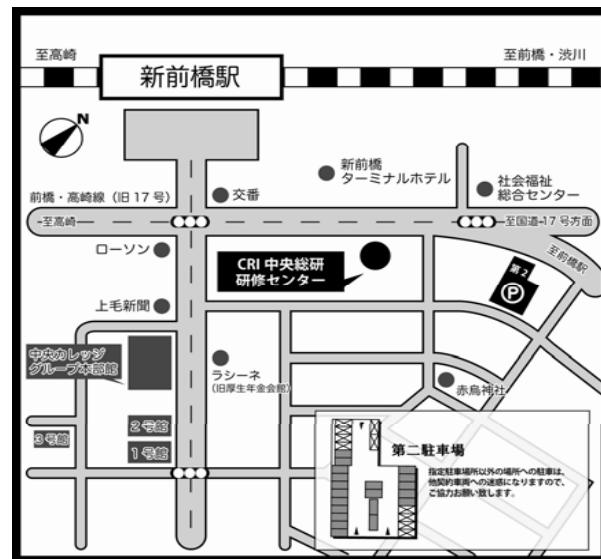 至高崎
新前橋駅
至前橋・渋川
N
新前橋
ターミナルホテル
社会福祉
総合センター
交番
前橋・高崎線（旧17号）
至高崎
至国道17号方面
ローソン
CRI 中央総研
研修センター
至前橋駅
第2
P
上毛新聞
中央カレッジ
グループ本部館
ラシーネ
（旧厚生年金会館）
赤鳥神社
2号館
3号館
1号館
第二駐車場
指定駐車場所以外の場所への駐車は、
他契約車両への迷惑になりますので、
ご協力お願い致します。